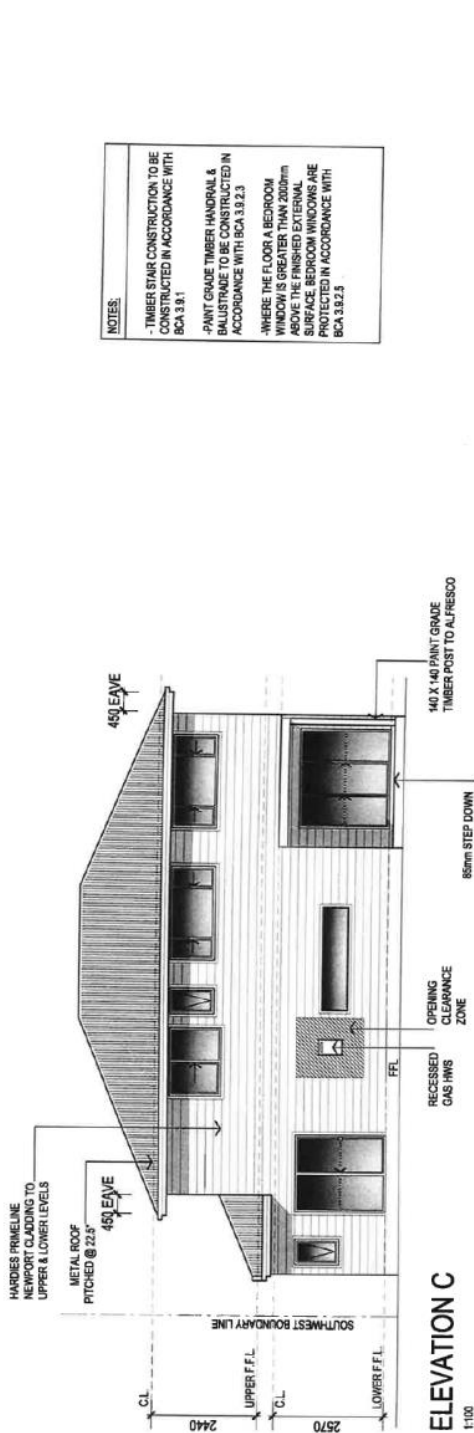 HARDIES PRIMELINE
NEWPORT CLADDING TO
UPPER & LOWER LEVELS
METAL ROOF
PITCHED @ 22.5°
450 EAVE
450 EAVE
C.L
2440
UPPER F.F.L
C.L
2570
LOWER F.F.L
SOUTHWEST BOUNDARY LINE
FFL
RECESSED
GAS HWS
OPENING
CLEARANCE
ZONE
85mm STEP DOWN
140 X 140 PAINT GRADE
TIMBER POST TO ALFRESCO
ELEVATION C
1:100
NOTES:
- TIMBER STAIR CONSTRUCTION TO BE
CONSTRUCTED IN ACCORDANCE WITH
BCA 3.9.1
-PAINT GRADE TIMBER HANDRAIL &
BALUSTRADE TO BE CONSTRUCTED IN
ACCORDANCE WITH BCA 3.9.2.3
-WHERE THE FLOOR A BEDROOM
WINDOW IS GREATER THAN 2000mm
ABOVE THE FINISHED EXTERNAL
SURFACE, BEDROOM WINDOWS ARE
PROTECTED IN ACCORDANCE WITH
BCA 3.9.2.5